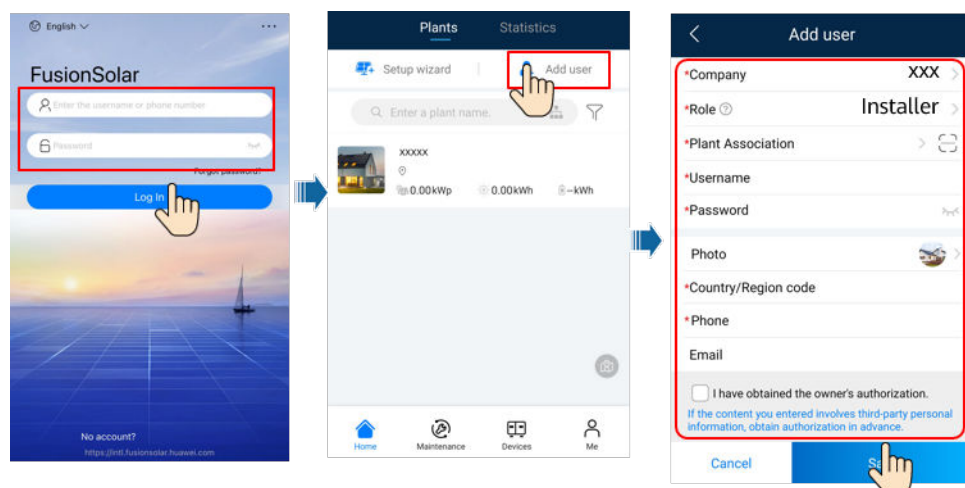 English
FusionSolar
Enter the username or phone number
Password
Forgot password?
Log In
No account?
https://intl.fusionsolar.huawei.com
Plants Statistics
Setup wizard Add user
Enter a plant name.
xxxxx
0.00kWp 0.00kWh –kWh
Home Maintenance Devices Me
Add user
*Company XXX
*Role Installer
*Plant Association
*Username
*Password
Photo
*Country/Region code
*Phone
Email
I have obtained the owner's authorization.
If the content you entered involves third-party personal
information, obtain authorization in advance.
Cancel